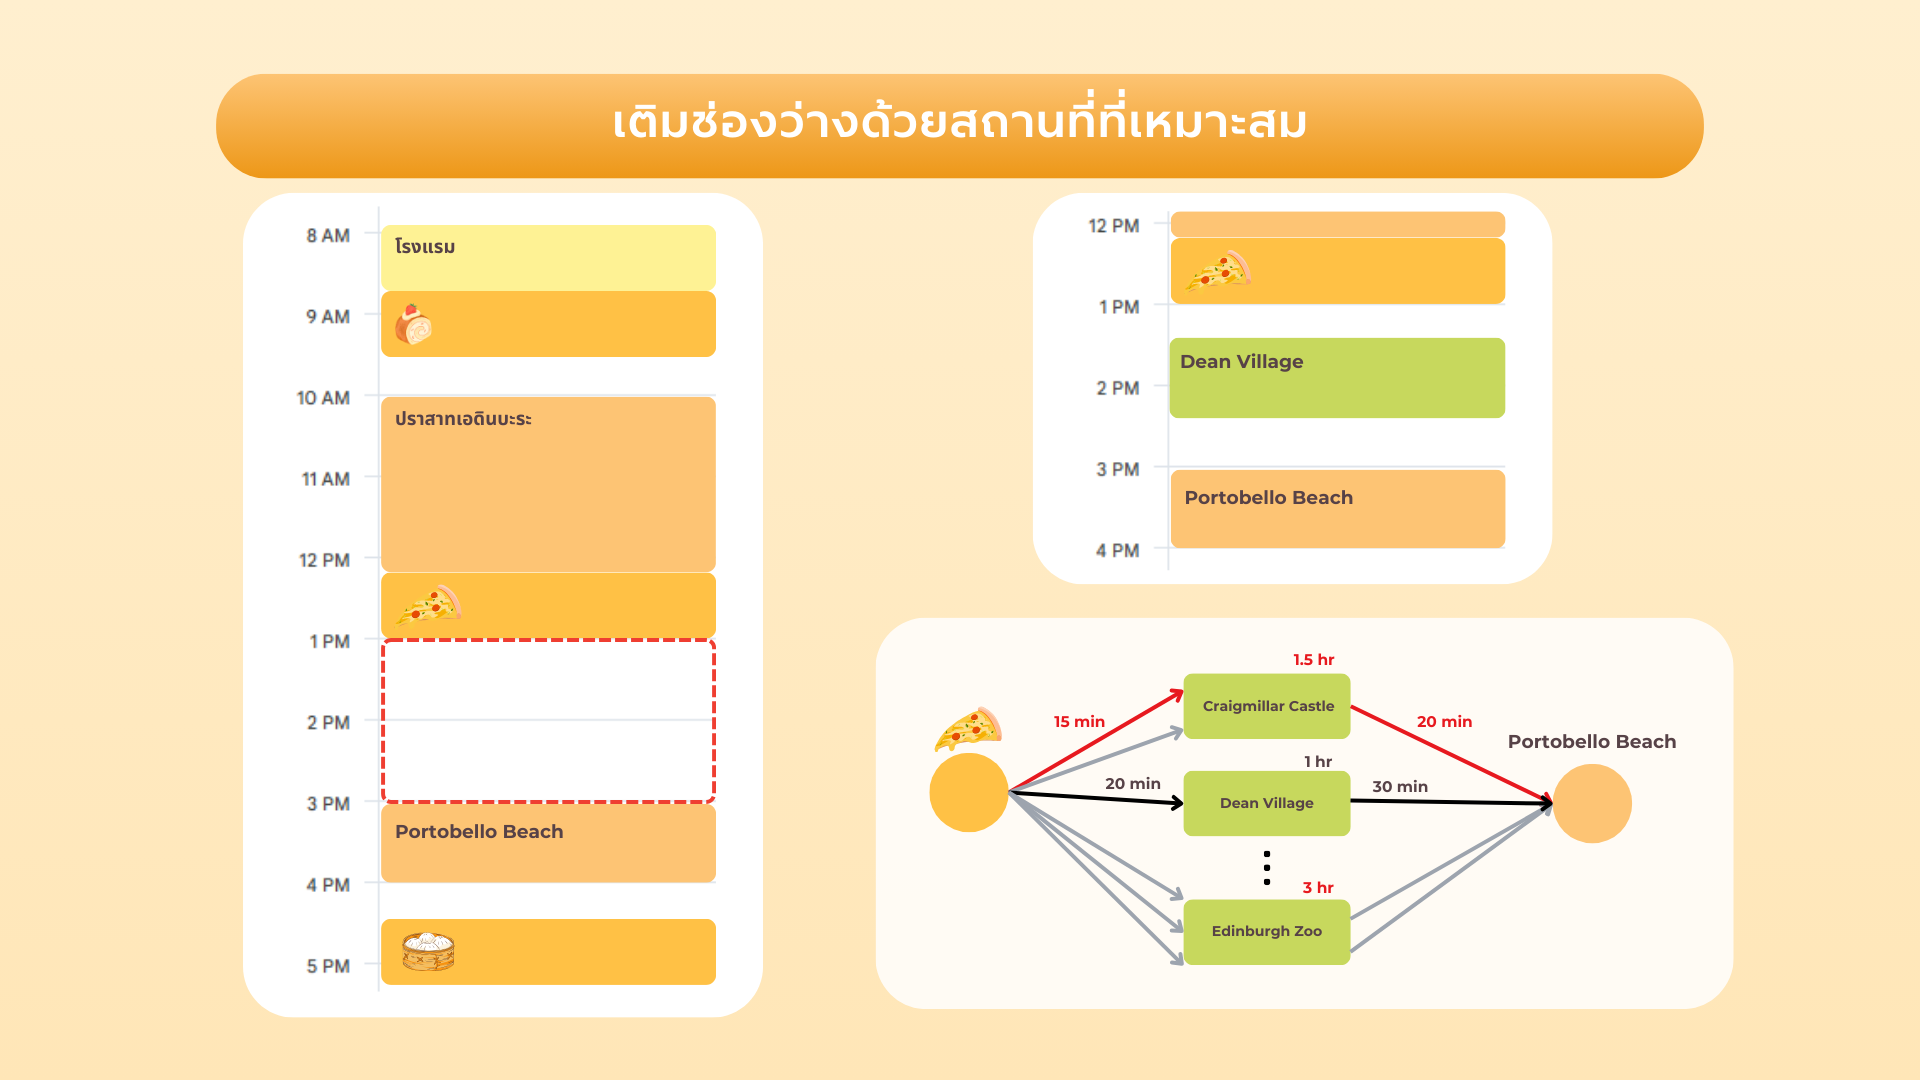 เติมช่องว่างด้วยสถานที่ที่เหมาะสม
8 AM
โรงแรม
9 AM
10 AM
ปราสาทเอดินบะระ
11 AM
12 PM
1 PM
2 PM
3 PM
Portobello Beach
4 PM
5 PM
12 PM
1 PM
Dean Village
2 PM
3 PM
Portobello Beach
4 PM
1.5 hr
Craigmillar Castle
15 min
20 min
Portobello Beach
1 hr
20 min
30 min
Dean Village
3 hr
Edinburgh Zoo